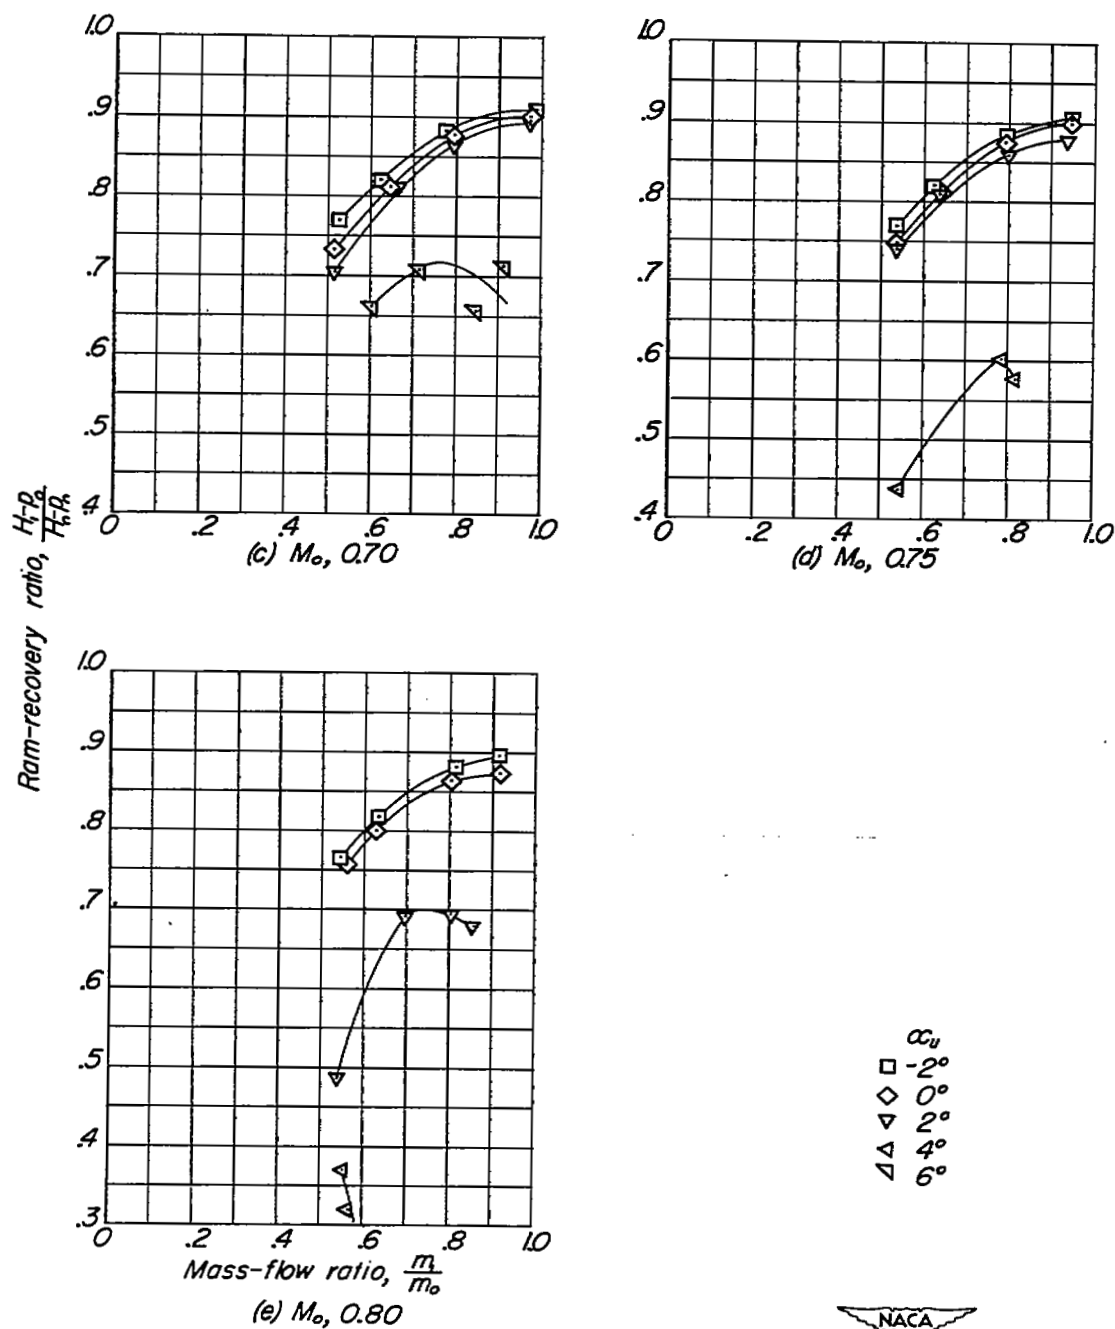 1.0
.9
.8
.7
.6
.5
.4
0 .2 .4 .6 .8 1.0
(c) M₀, 0.70
1.0
.9
.8
.7
.6
.5
.4
0 .2 .4 .6 .8 1.0
(d) M₀, 0.75
Ram-recovery ratio, H₁-p₀/H₀-p₀
1.0
.9
.8
.7
.6
.5
.4
.3
0 .2 .4 .6 .8 1.0
Mass-flow ratio, m₁/m₀
(e) M₀, 0.80
αᵤ
-2°
0°
2°
4°
6°
NACA